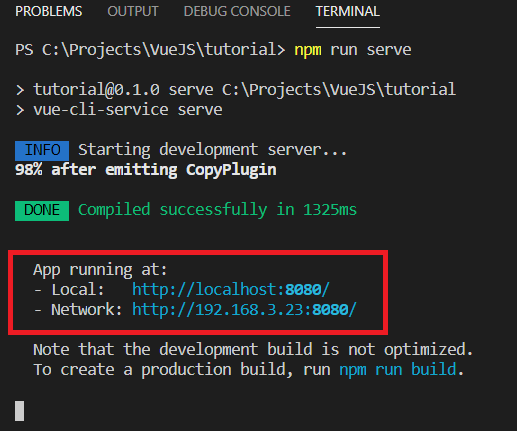 PROBLEMS OUTPUT DEBUG CONSOLE TERMINAL
PS C:\Projects\VueJS\tutorial> npm run serve
> tutorial@0.1.0 serve C:\Projects\VueJS\tutorial
> vue-cli-service serve
INFO Starting development server...
98% after emitting CopyPlugin
DONE Compiled successfully in 1325ms
App running at:
- Local: http://localhost:8080/
- Network: http://192.168.3.23:8080/
Note that the development build is not optimized.
To create a production build, run npm run build.